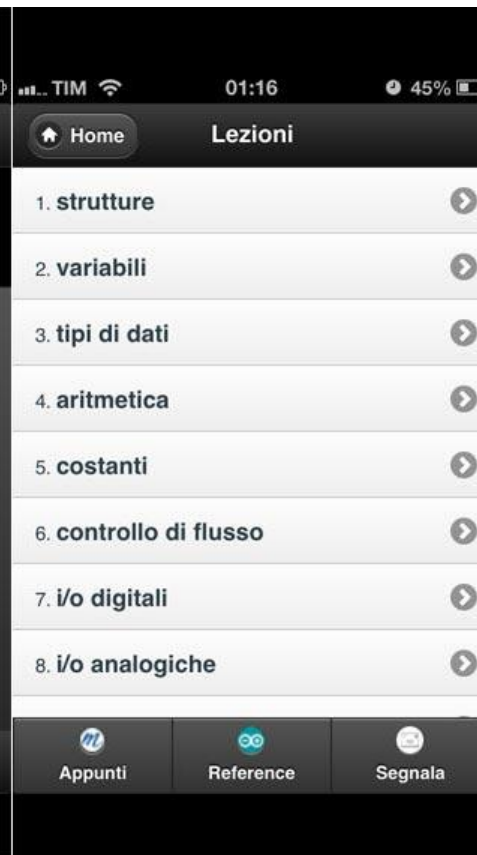 TIM 01:16 45%
Home Lezioni
1. strutture
2. variabili
3. tipi di dati
4. aritmetica
5. costanti
6. controllo di flusso
7. i/o digitali
8. i/o analogiche
Appunti Reference Segnala